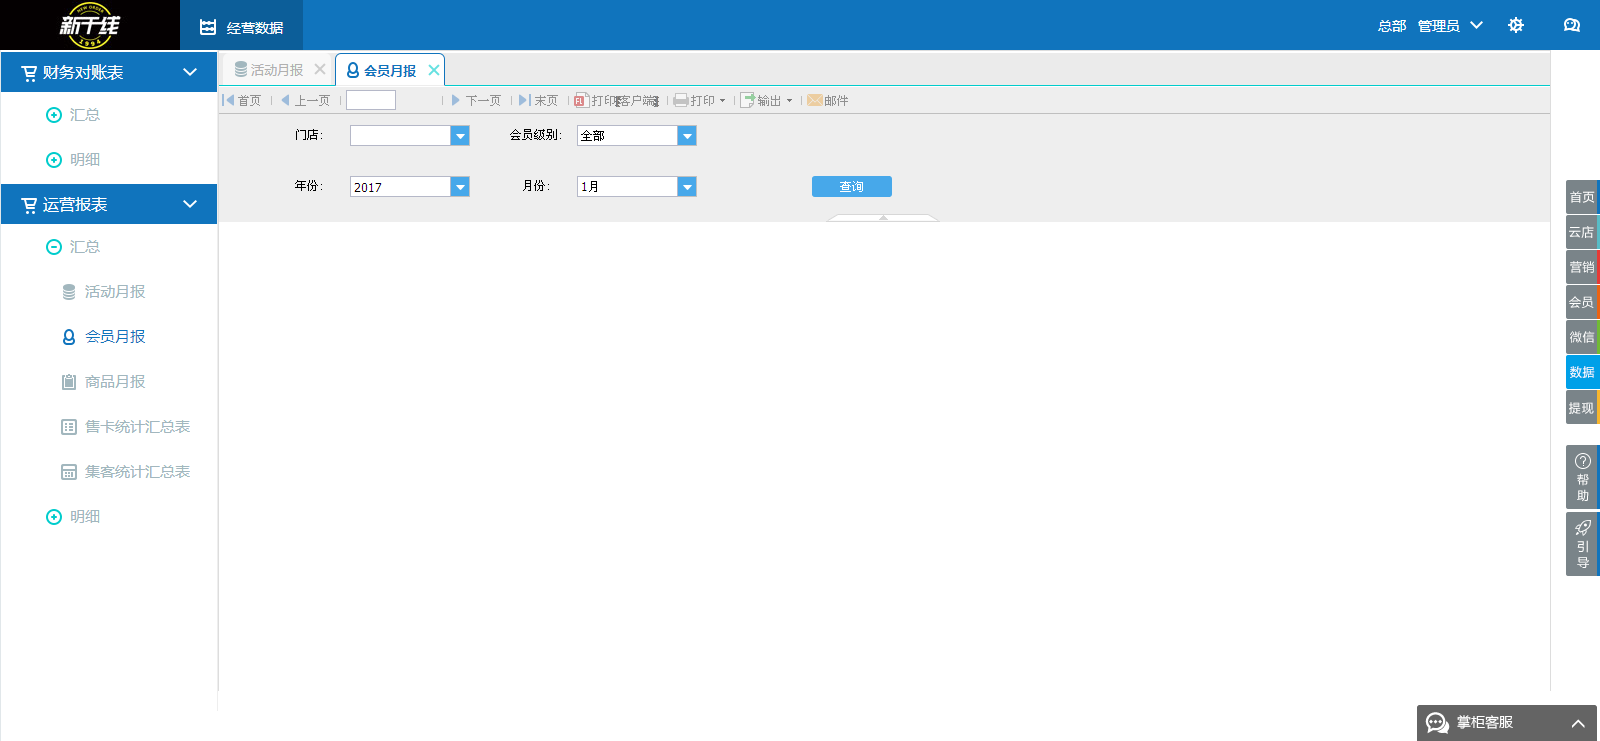 NEW ORDER
新干线
1994
经营数据
总部 管理员
财务对账表
汇总
明细
运营报表
汇总
活动月报
会员月报
商品月报
售卡统计汇总表
集客统计汇总表
明细
活动月报
会员月报
首页 上一页 下一页 末页 打印[客户端] 打印 输出 邮件
门店: 会员级别: 全部
年份: 2017 月份: 1月 查询
首页
云店
营销
会员
微信
数据
提现
帮助
引导
掌柜客服